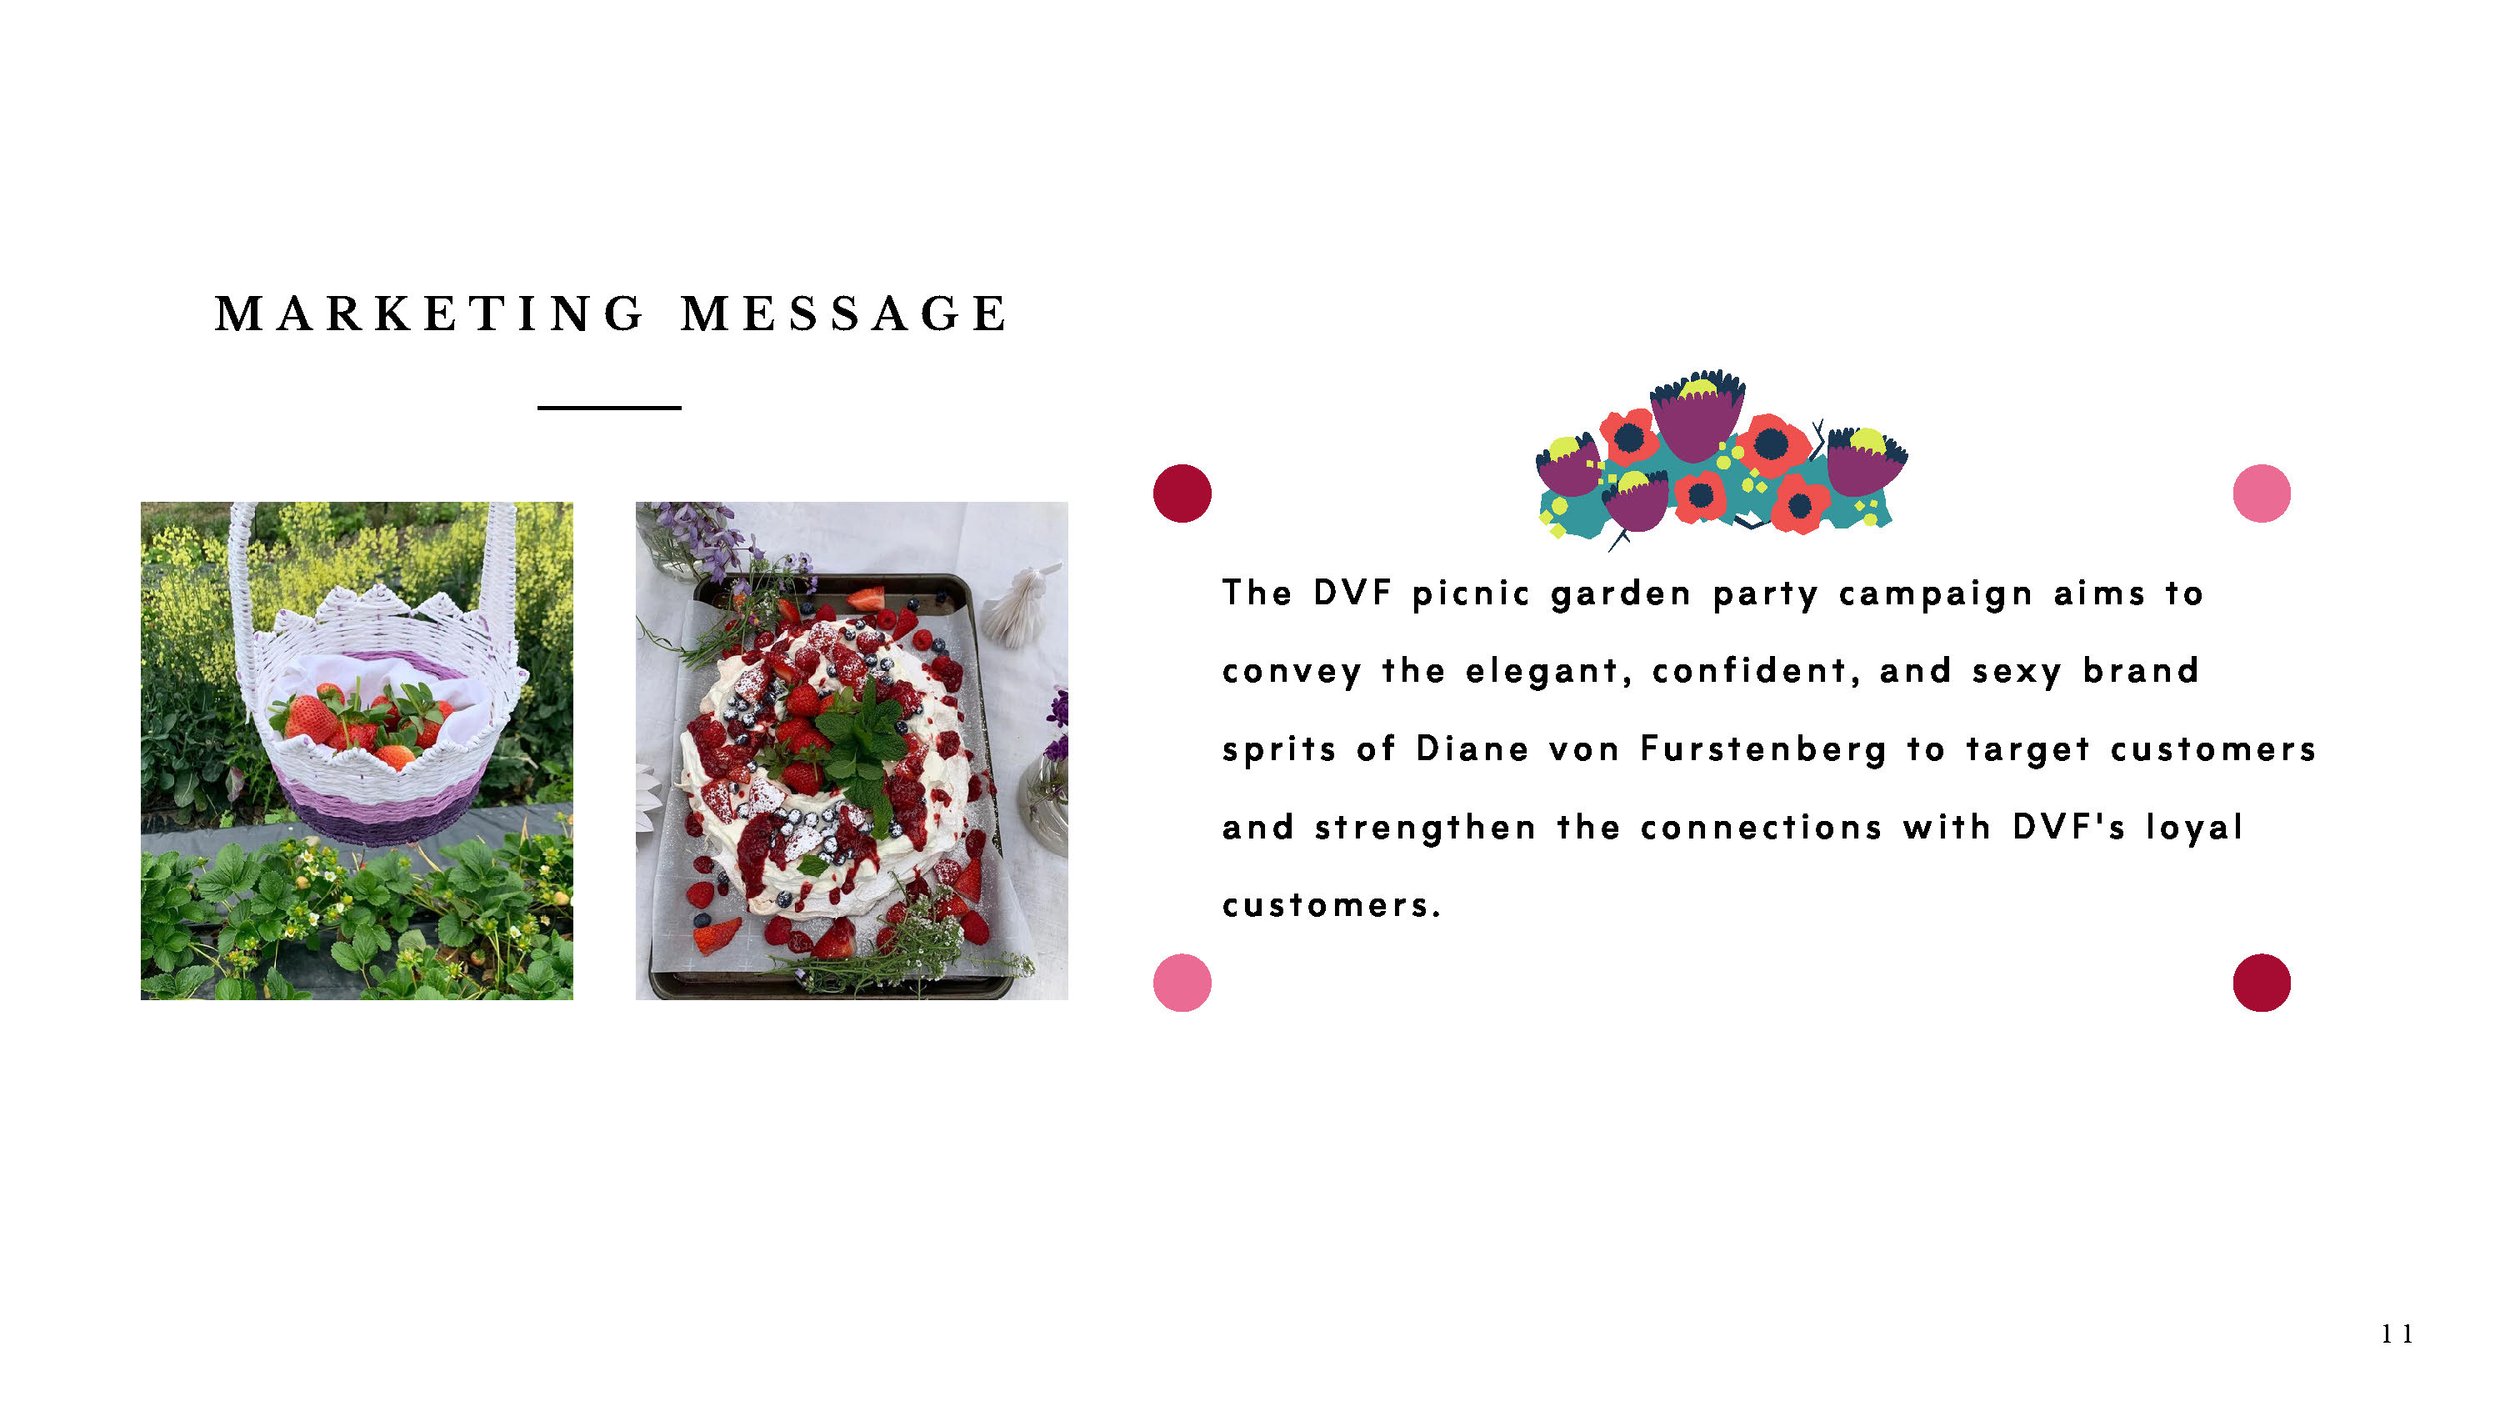 MARKETING MESSAGE
The DVF picnic garden party campaign aims to
convey the elegant, confident, and sexy brand
sprits of Diane von Furstenberg to target customers
and strengthen the connections with DVF's loyal
customers.
11